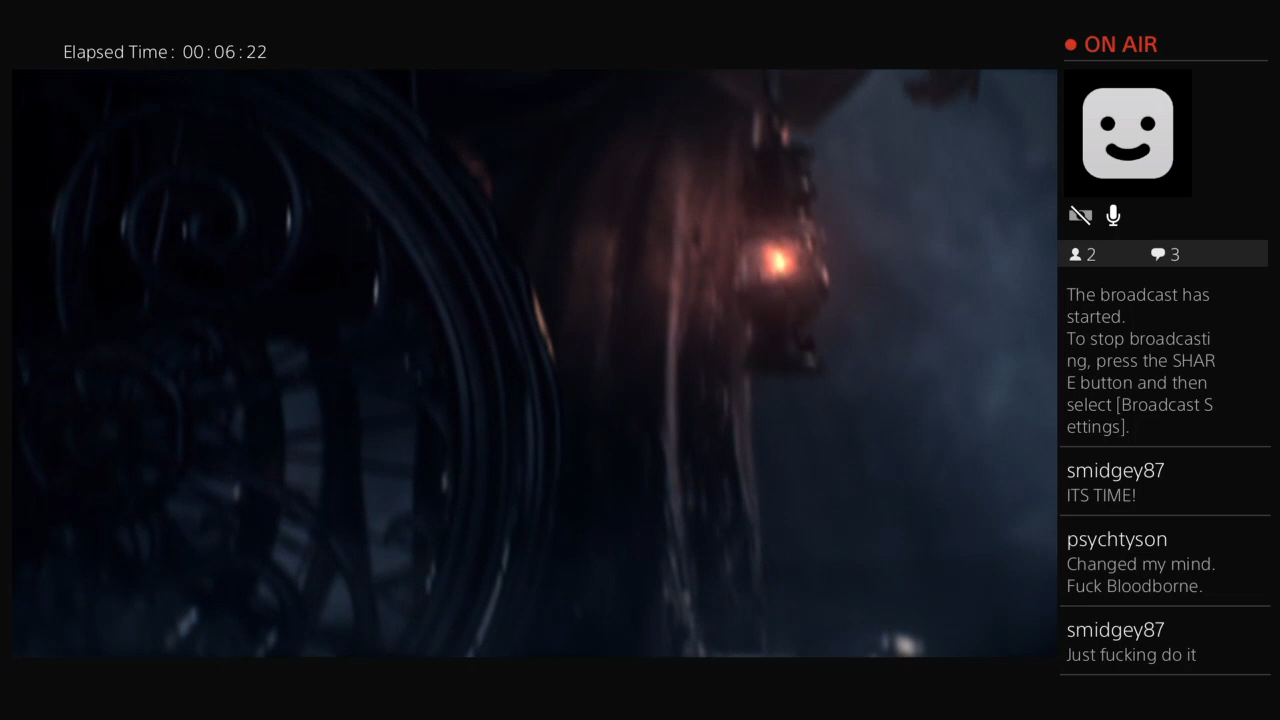 Elapsed Time: 00:06:22
ON AIR
2 3
The broadcast has
started.
To stop broadcasti
ng, press the SHAR
E button and then
select [Broadcast S
ettings].
smidgey87
ITS TIME!
psychtyson
Changed my mind.
Fuck Bloodborne.
smidgey87
Just fucking do it